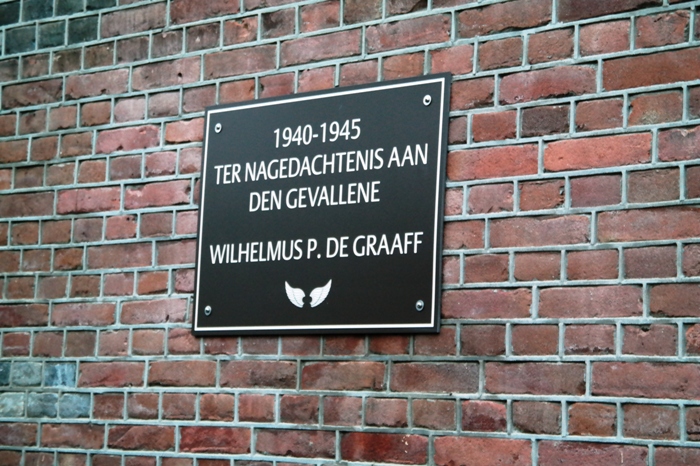 1940-1945
TER NAGEDACHTENIS AAN
DEN GEVALLENE
WILHELMUS P. DE GRAAFF